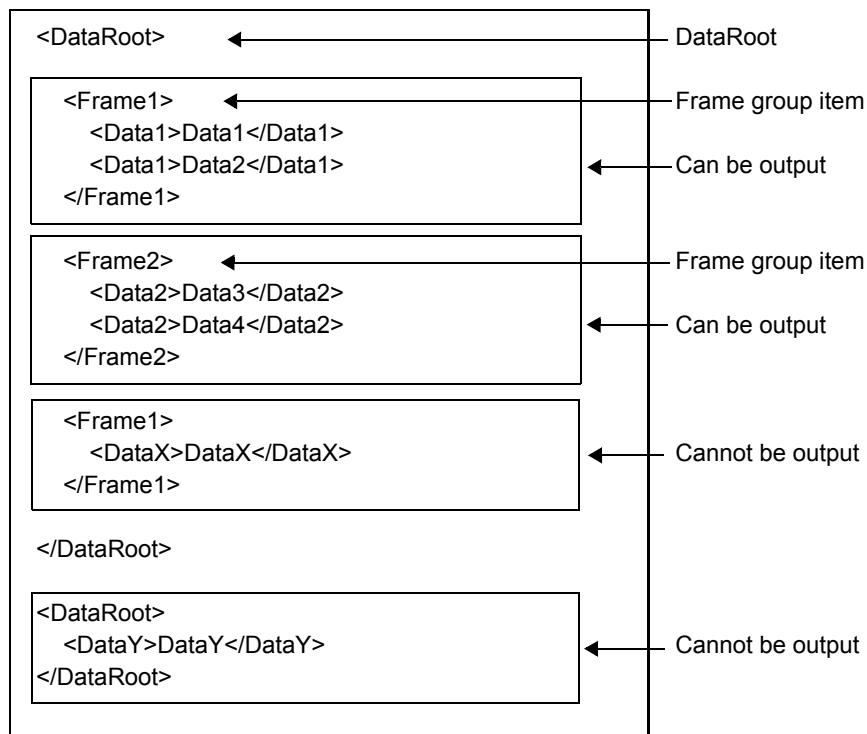 <DataRoot> DataRoot
<Frame1> Frame group item
<Data1>Data1</Data1>
<Data1>Data2</Data1> Can be output
</Frame1>
<Frame2> Frame group item
<Data2>Data3</Data2>
<Data2>Data4</Data2> Can be output
</Frame2>
<Frame1>
<DataX>DataX</DataX> Cannot be output
</Frame1>
</DataRoot>
<DataRoot>
<DataY>DataY</DataY> Cannot be output
</DataRoot>